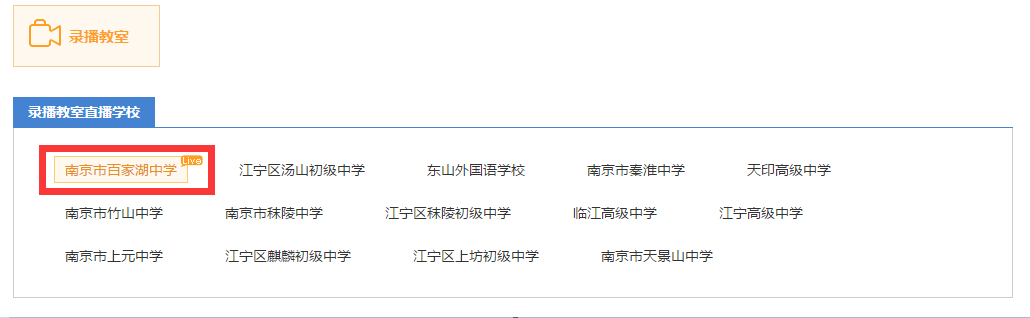 录播教室
录播教室直播学校
南京市百家湖中学 Live 江宁区汤山初级中学 东山外国语学校 南京市秦淮中学 天印高级中学
南京市竹山中学 南京市秣陵中学 江宁区秣陵初级中学 临江高级中学 江宁高级中学
南京市上元中学 江宁区麒麟初级中学 江宁区上坊初级中学 南京市天景山中学